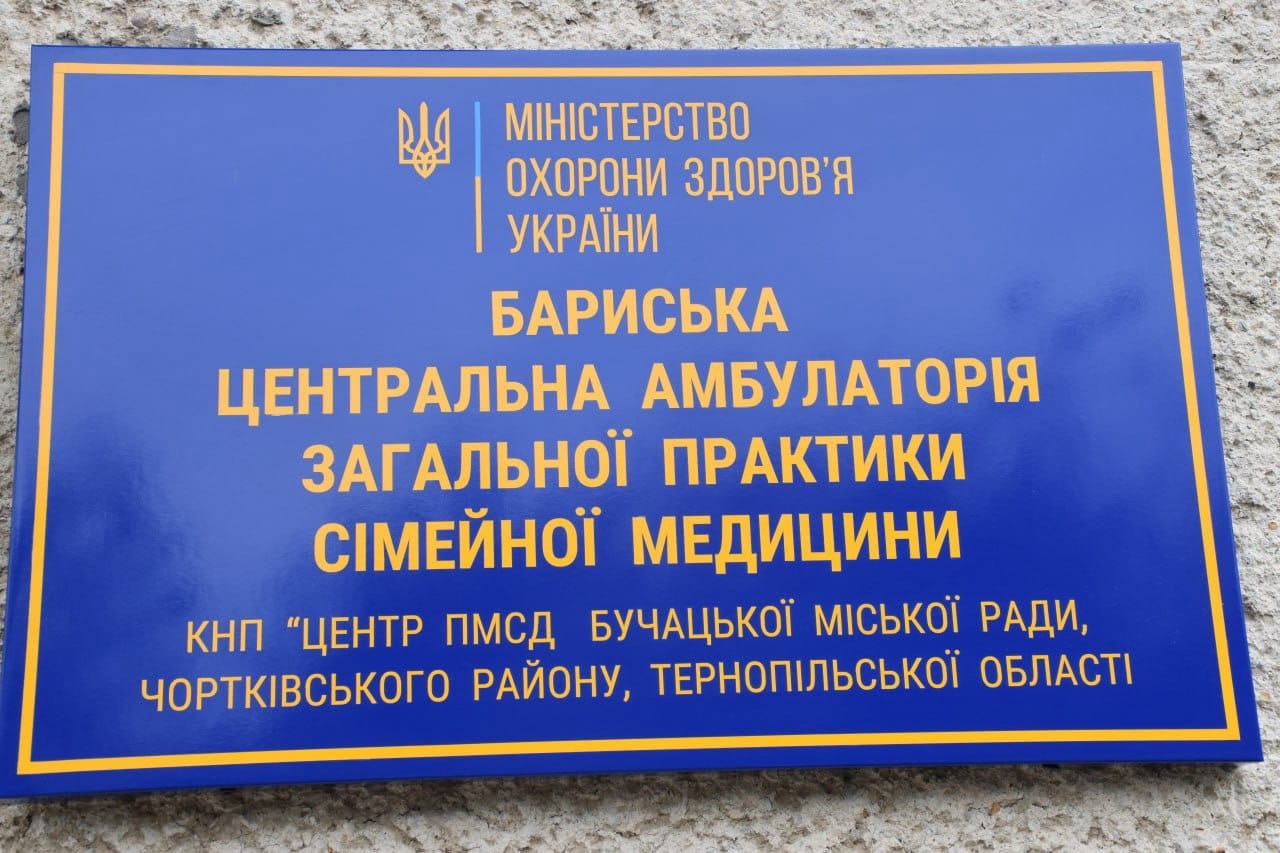 МІНІСТЕРСТВО
ОХОРОНИ ЗДОРОВ’Я
УКРАЇНИ
БАРИСЬКА
ЦЕНТРАЛЬНА АМБУЛАТОРІЯ
ЗАГАЛЬНОЇ ПРАКТИКИ
СІМЕЙНОЇ МЕДИЦИНИ
КНП “ЦЕНТР ПМСД БУЧАЦЬКОЇ МІСЬКОЇ РАДИ,
ЧОРТКІВСЬКОГО РАЙОНУ, ТЕРНОПІЛЬСЬКОЇ ОБЛАСТІ